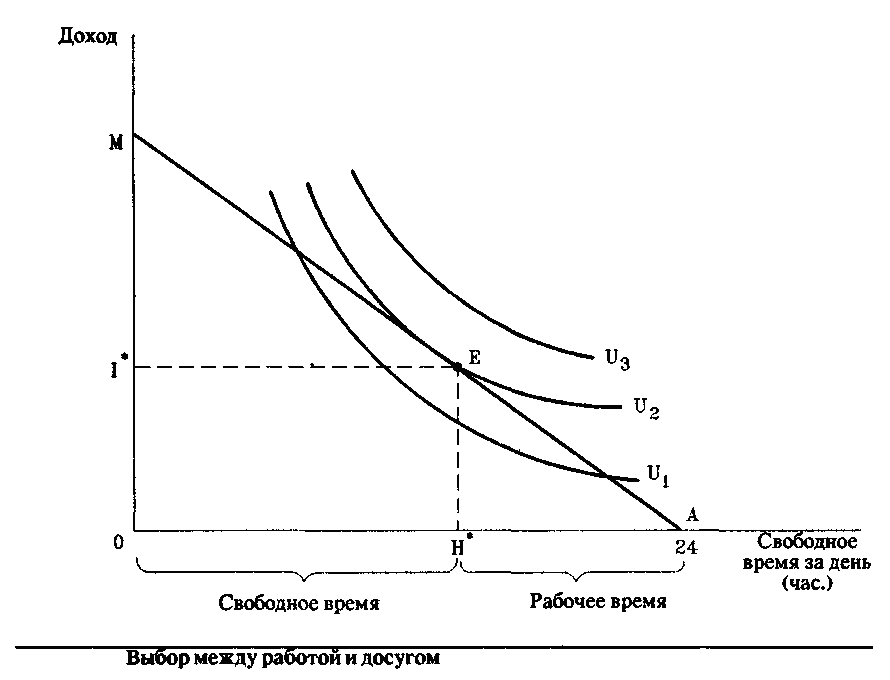 Доход
M
I*
E
U₃
U₂
U₁
A
0
H*
24
Свободное
время за день
(час.)
Свободное время
Рабочее время
Выбор между работой и досугом